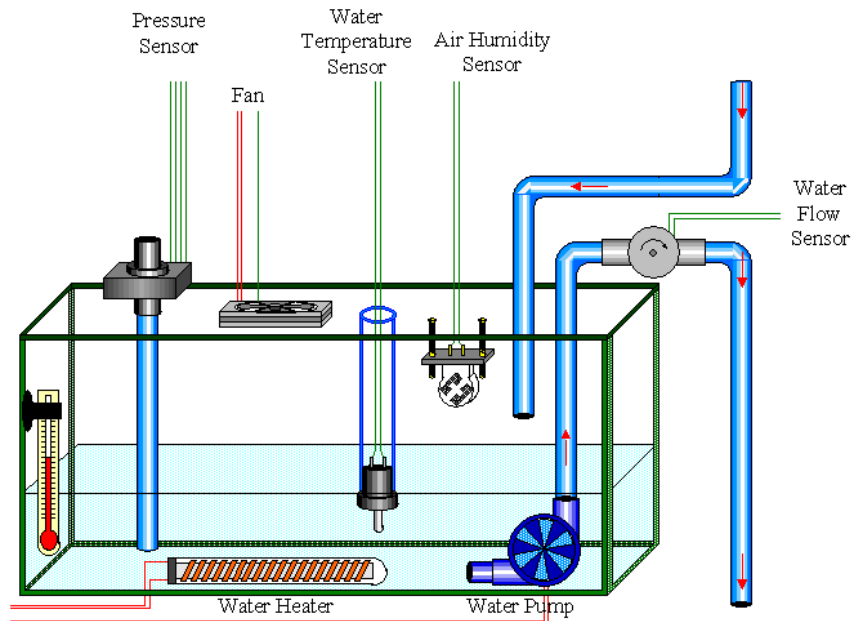 Pressure
Sensor
Water
Temperature
Sensor
Air Humidity
Sensor
Fan
Water
Flow
Sensor
Water Heater
Water Pump